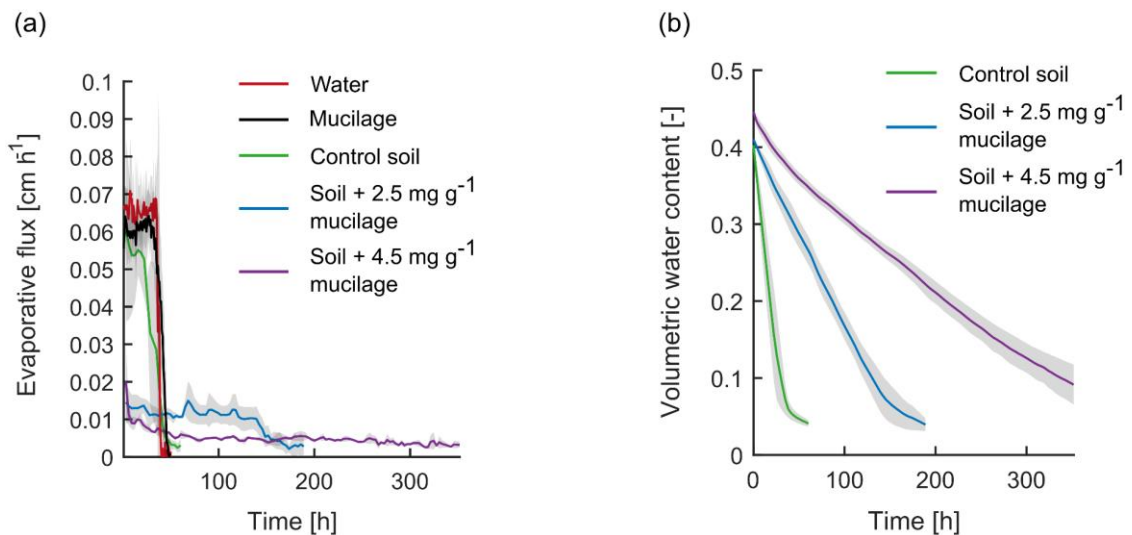 (a)
Evaporative flux [cm h⁻¹]
0.1
0.09
0.08
0.07
0.06
0.05
0.04
0.03
0.02
0.01
0
100
200
300
Time [h]
Water
Mucilage
Control soil
Soil + 2.5 mg g⁻¹
mucilage
Soil + 4.5 mg g⁻¹
mucilage
(b)
Volumetric water content [-]
0.5
0.4
0.3
0.2
0.1
0
0
100
200
300
Time [h]
Control soil
Soil + 2.5 mg g⁻¹
mucilage
Soil + 4.5 mg g⁻¹
mucilage